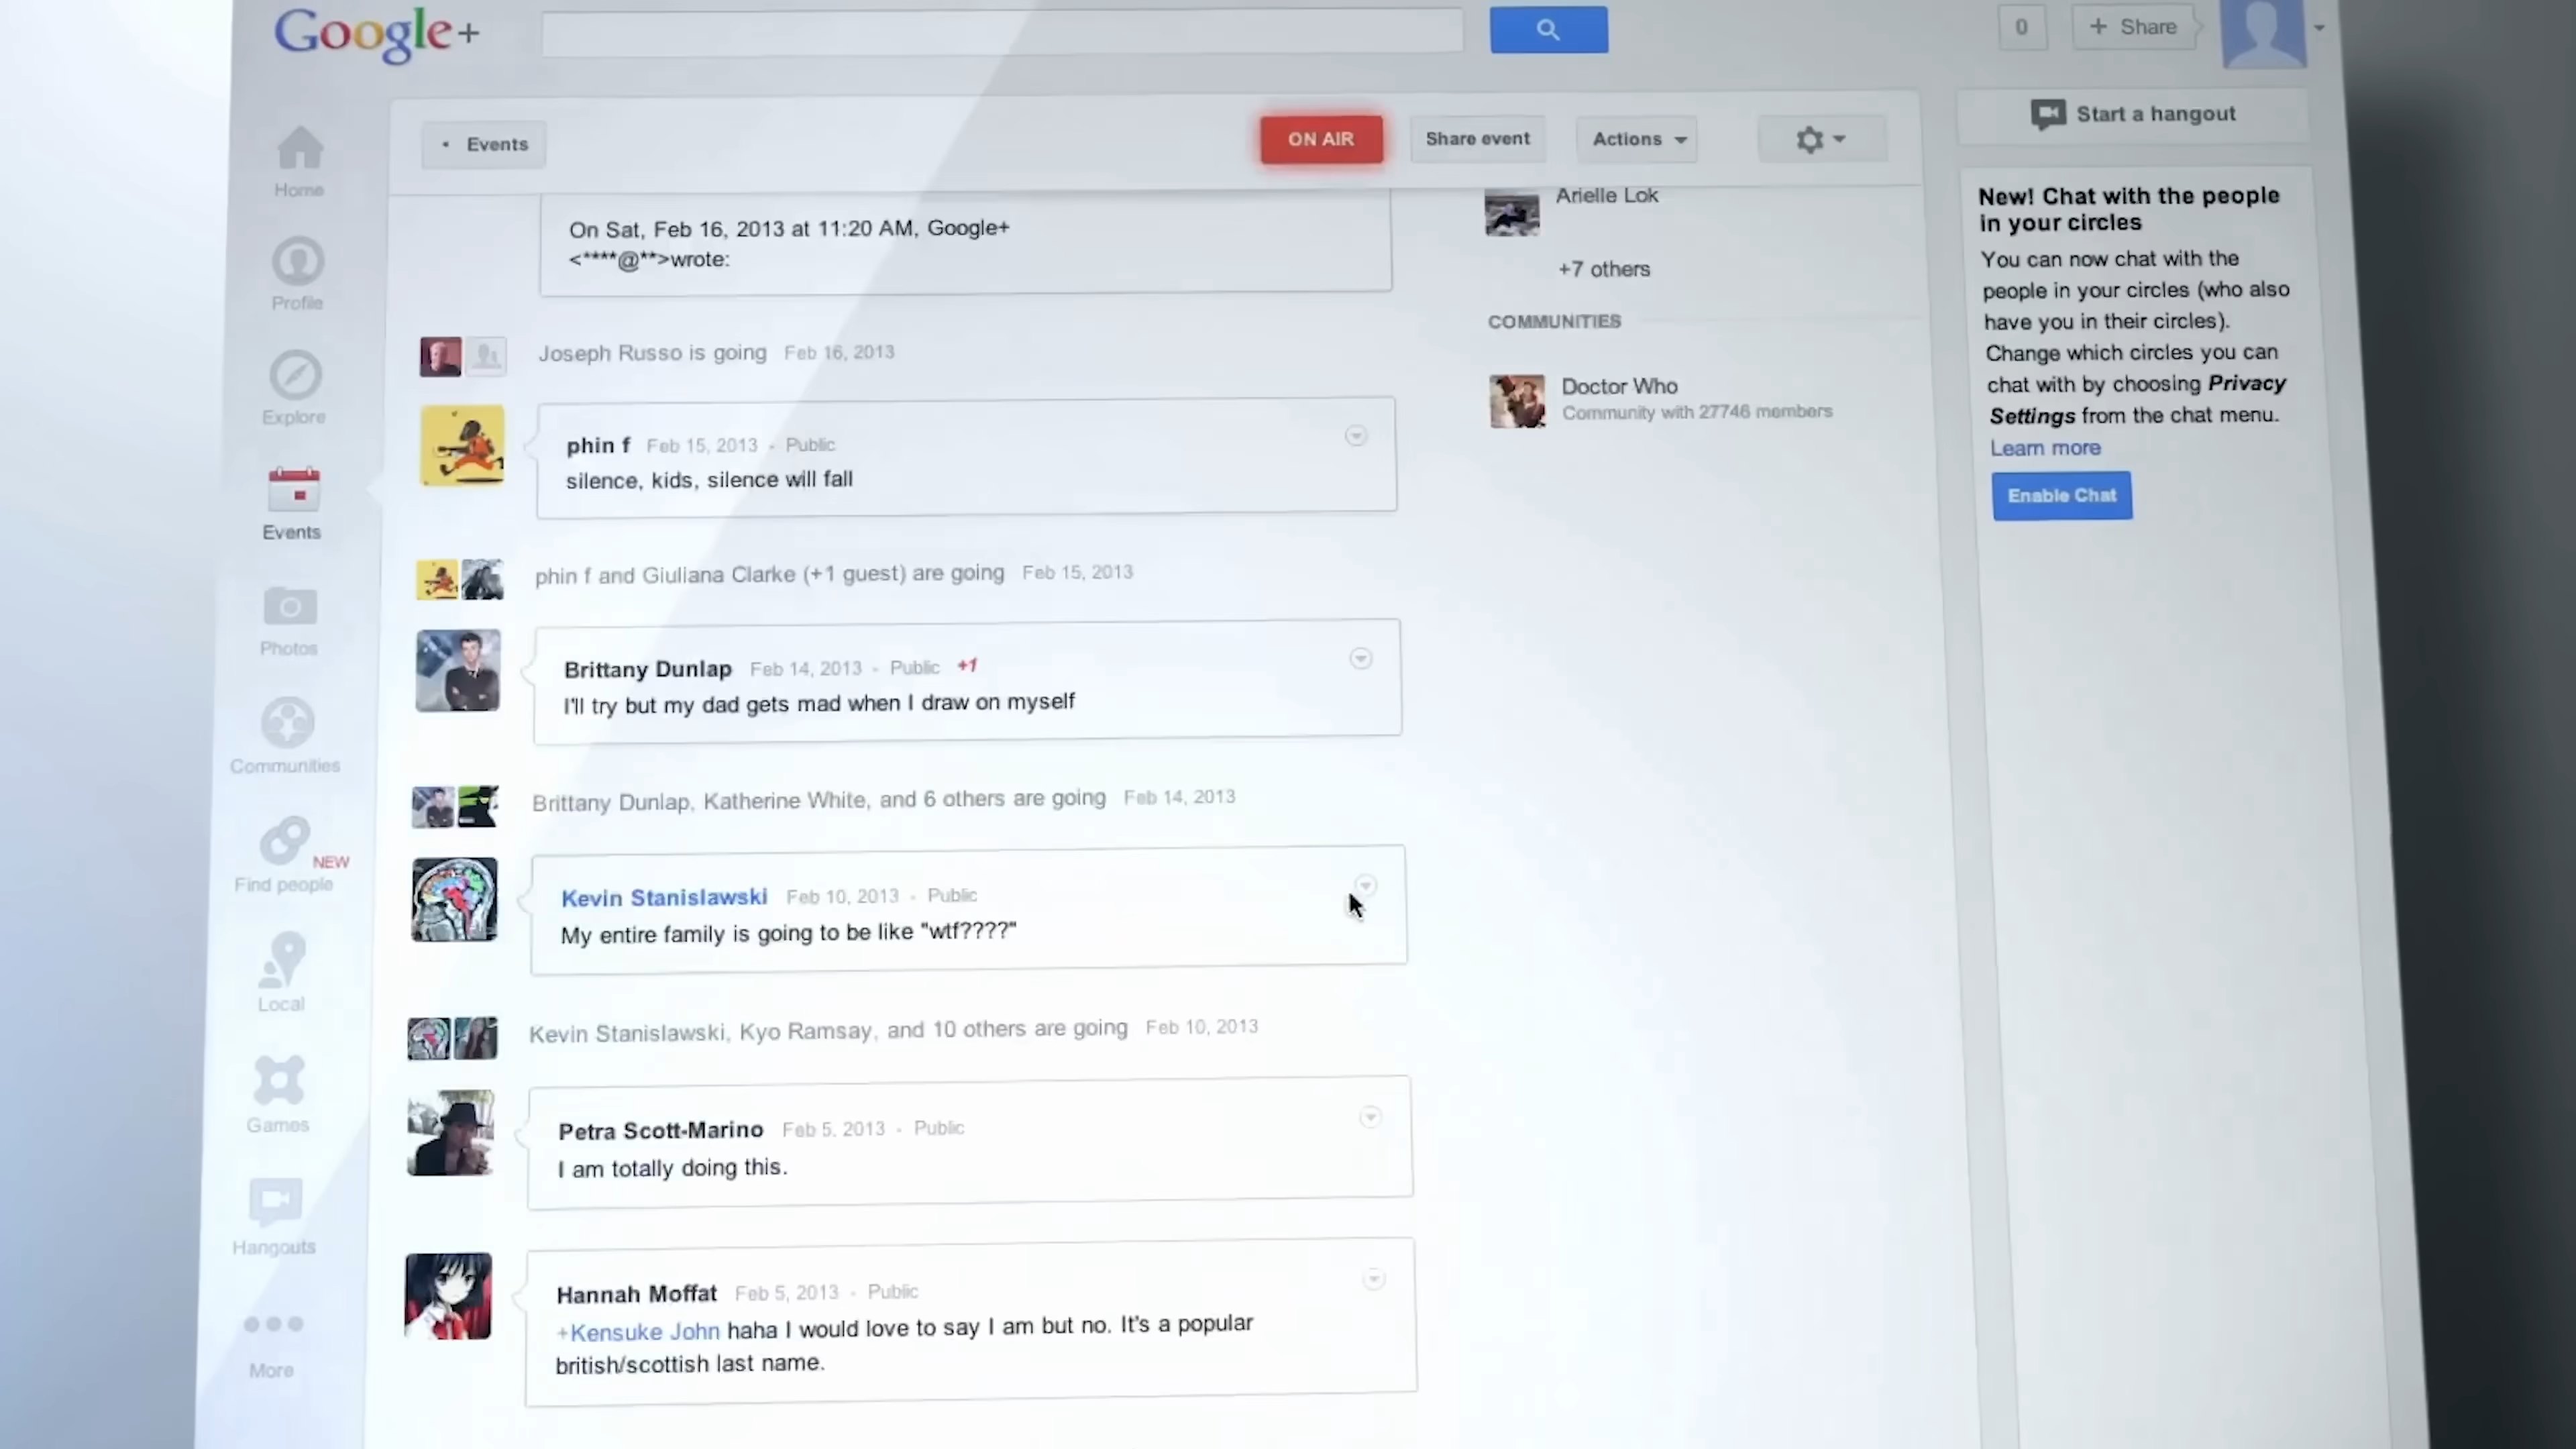 Google+
0
+ Share
Events
ON AIR
Share event
Actions
Start a hangout
Home
Profile
Explore
Events
Photos
Communities
NEW
Find people
Local
Games
Hangouts
More
On Sat, Feb 16, 2013 at 11:20 AM, Google+
<****@**>wrote:
Joseph Russo is going Feb 16, 2013
phin f Feb 15, 2013 - Public
silence, kids, silence will fall
phin f and Giuliana Clarke (+1 guest) are going Feb 15, 2013
Brittany Dunlap Feb 14, 2013 - Public +1
I'll try but my dad gets mad when I draw on myself
Brittany Dunlap, Katherine White, and 6 others are going Feb 14, 2013
Kevin Stanislawski Feb 10, 2013 - Public
My entire family is going to be like "wtf????"
Kevin Stanislawski, Kyo Ramsay, and 10 others are going Feb 10, 2013
Petra Scott-Marino Feb 5, 2013 - Public
I am totally doing this.
Hannah Moffat Feb 5, 2013 - Public
+Kensuke John haha I would love to say I am but no. It's a popular
british/scottish last name.
Arielle Lok
+7 others
COMMUNITIES
Doctor Who
Community with 27746 members
New! Chat with the people
in your circles
You can now chat with the
people in your circles (who also
have you in their circles).
Change which circles you can
chat with by choosing Privacy
Settings from the chat menu.
Learn more
Enable Chat